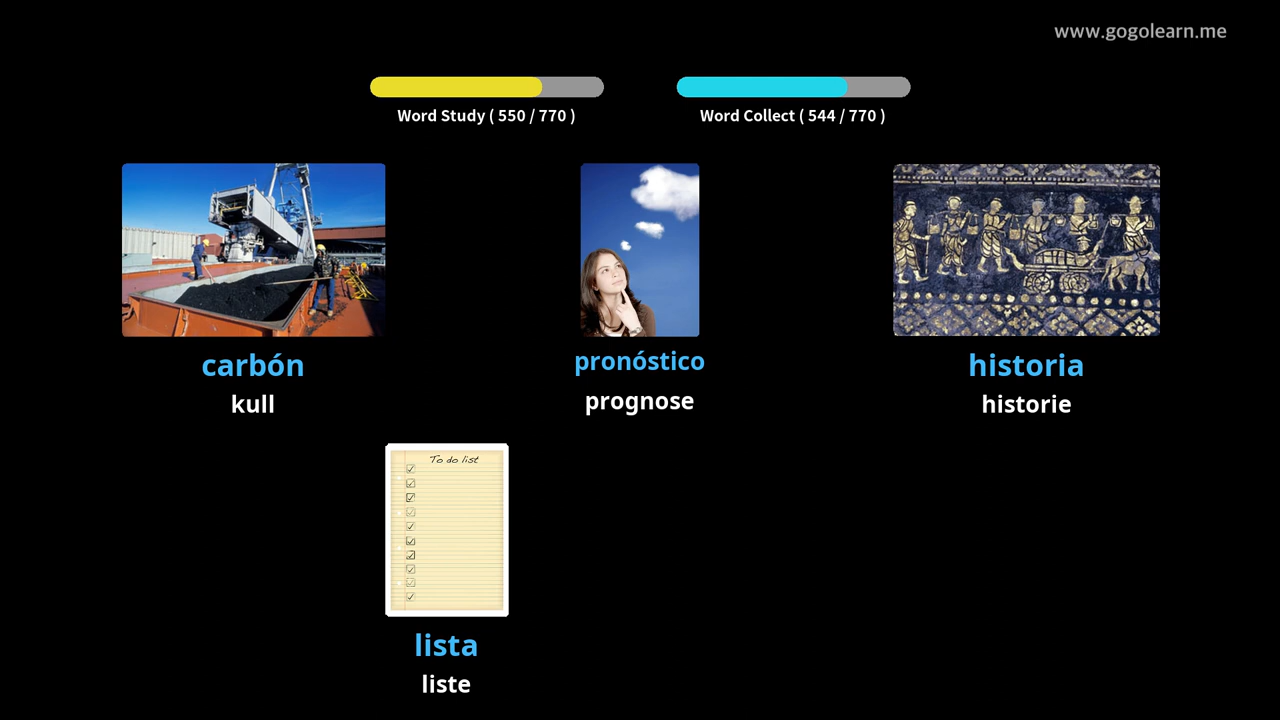 www.gogolearn.me
Word Study ( 550 / 770 )
Word Collect ( 544 / 770 )
carbón
kull
pronóstico
prognose
historia
historie
To do list
lista
liste